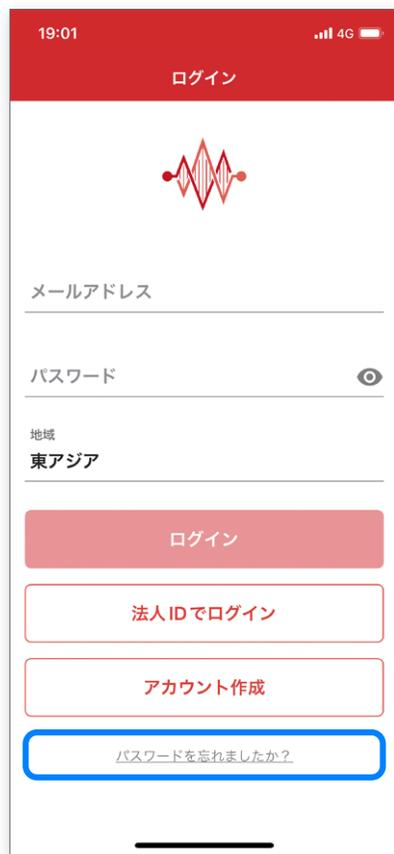 19:01
4G
ログイン
メールアドレス
パスワード
地域
東アジア
ログイン
法人IDでログイン
アカウント作成
パスワードを忘れましたか？